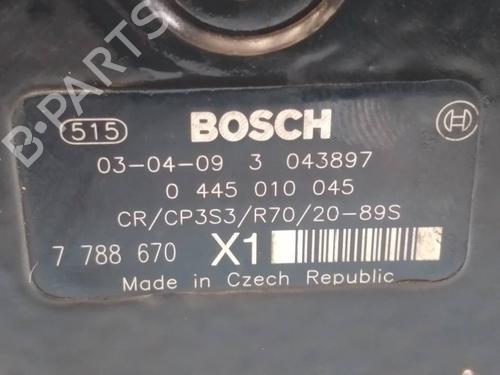 515 BOSCH
03-04-09 3 043897
0 445 010 045
CR/CP3S3/R70/20-89S
7 788 670 X1
Made in Czech Republic
B-PARTS